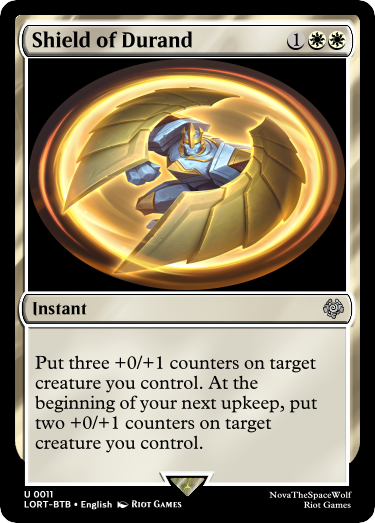 Shield of Durand 1
Instant
Put three +0/+1 counters on target
creature you control. At the
beginning of your next upkeep, put
two +0/+1 counters on target
creature you control.
U 0011 NovaTheSpaceWolf
LORT-BTB • English RIOT GAMES Riot Games